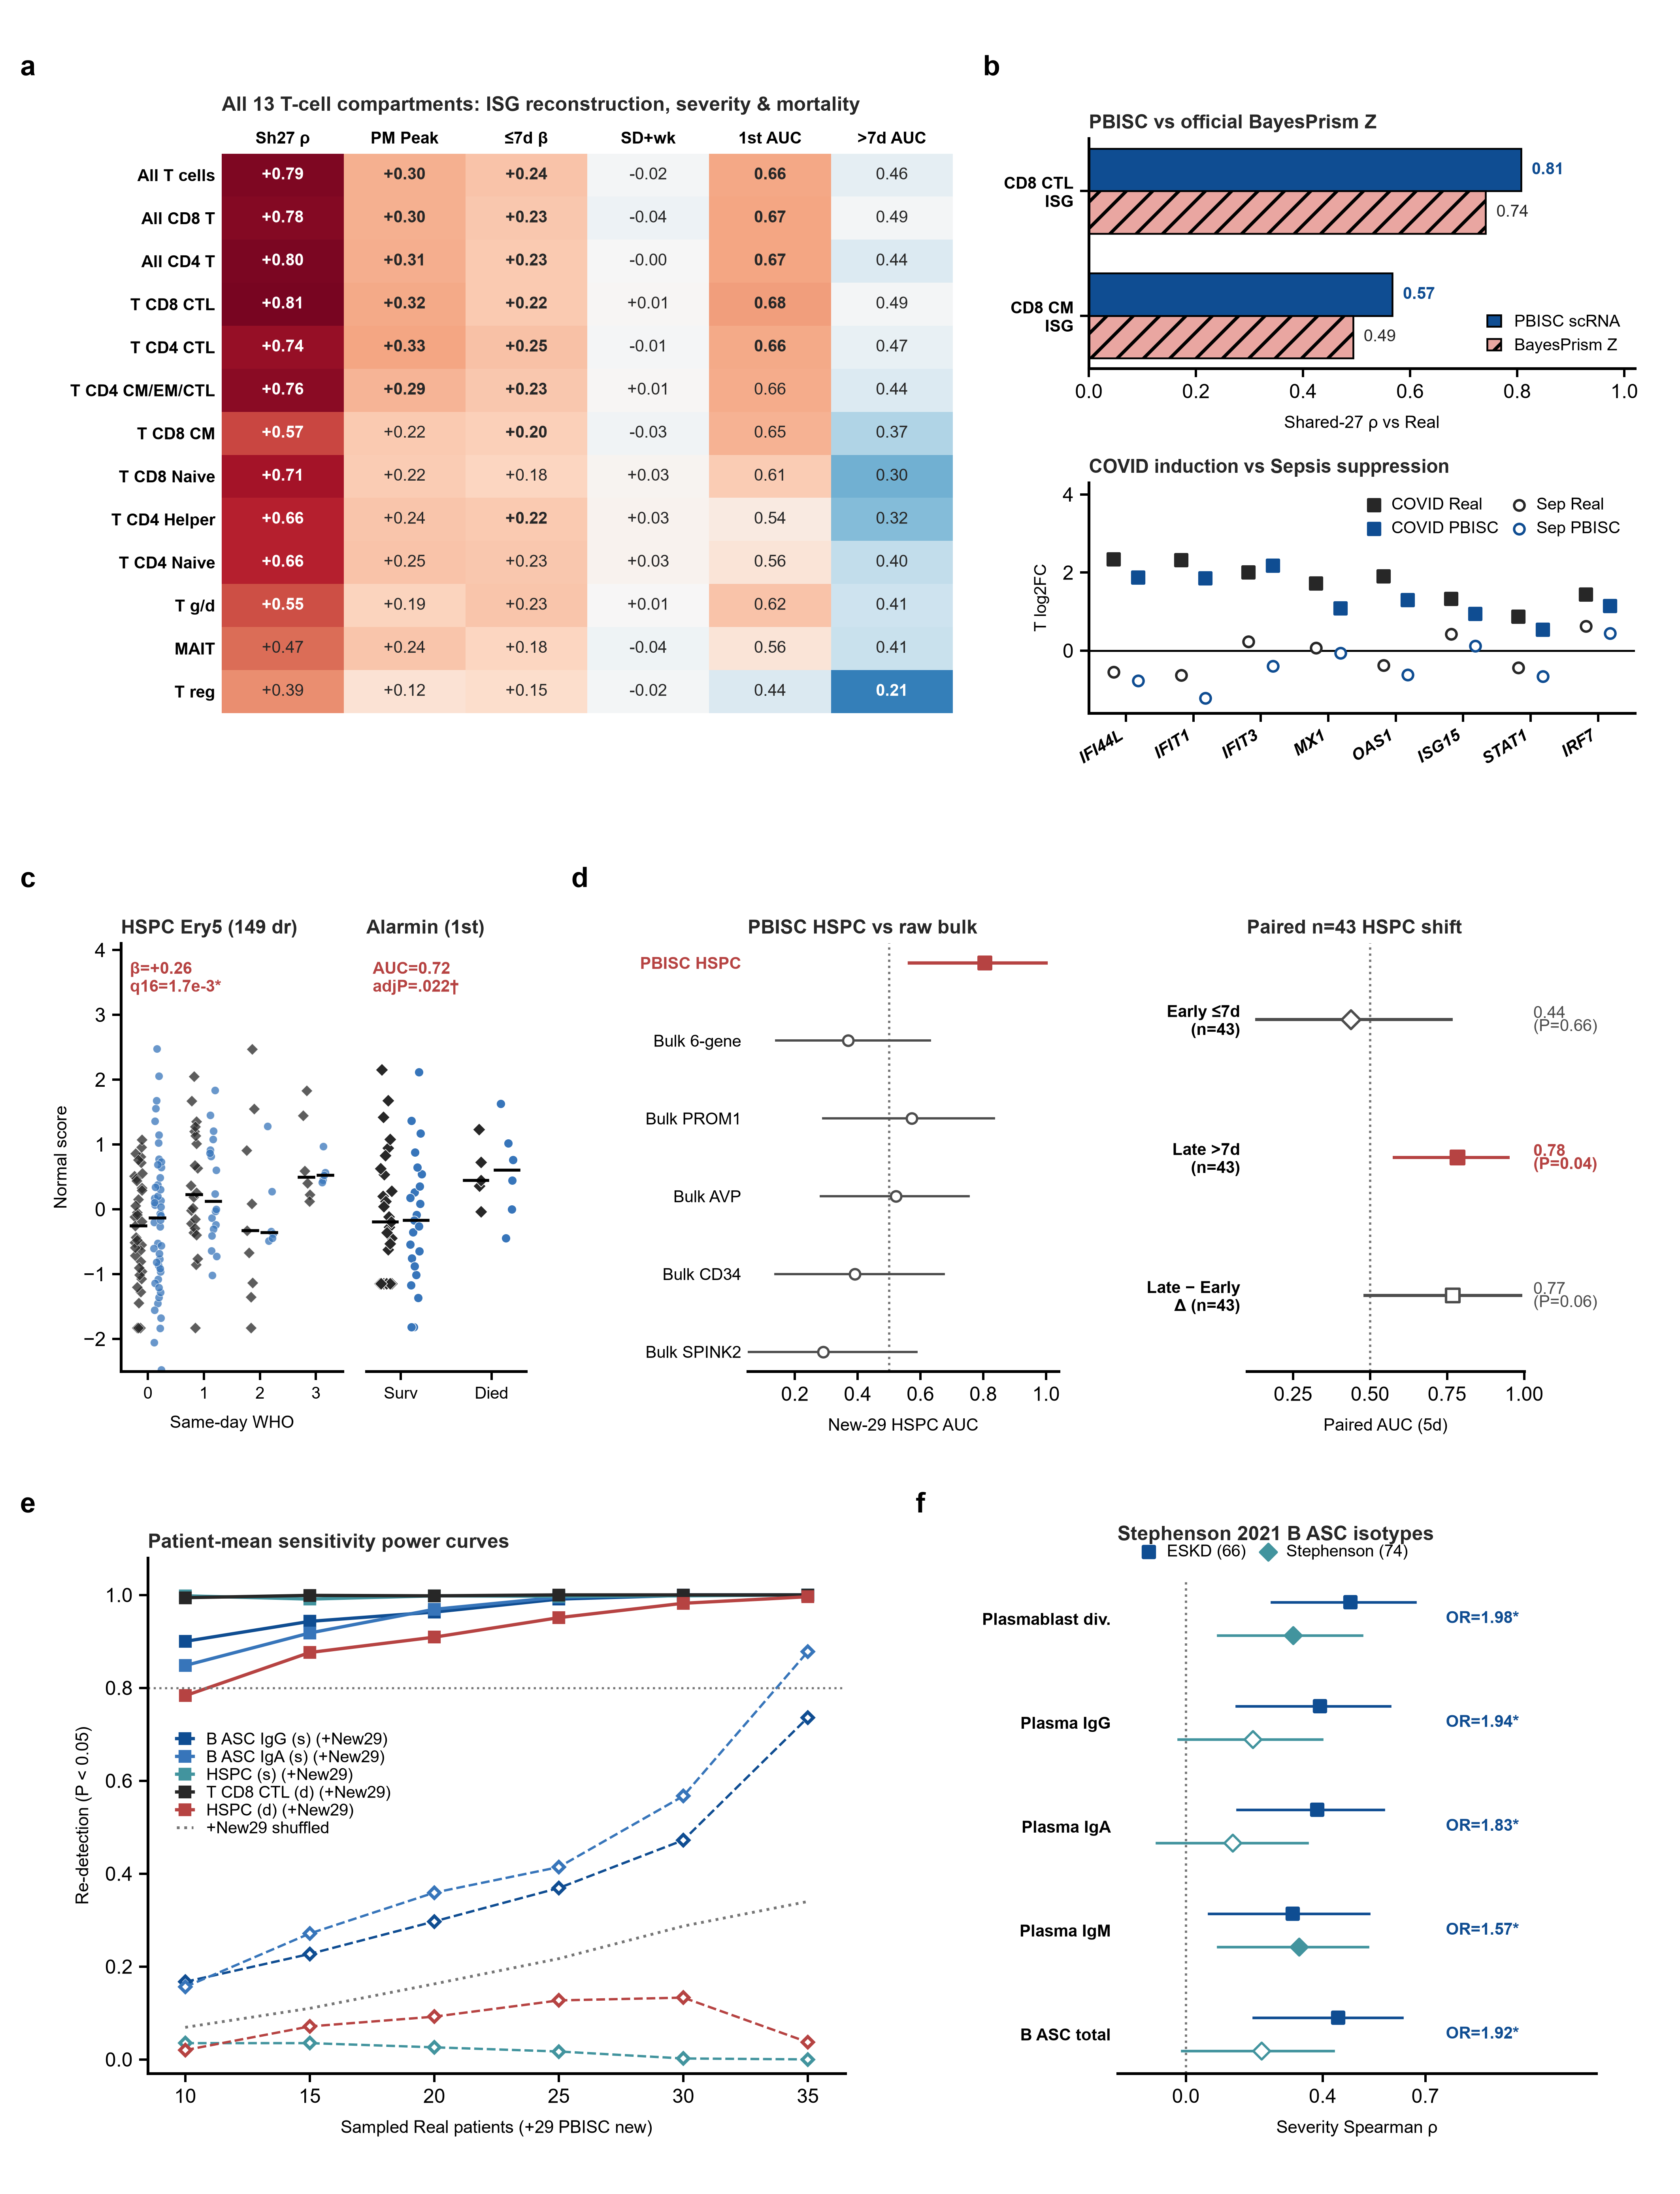 a
All 13 T-cell compartments: ISG reconstruction, severity & mortality
Sh27 ρ PM Peak ≤7d β SD+wk 1st AUC >7d AUC
All T cells +0.79 +0.30 +0.24 -0.02 0.66 0.46
All CD8 T +0.78 +0.30 +0.23 -0.04 0.67 0.49
All CD4 T +0.80 +0.31 +0.23 -0.00 0.67 0.44
T CD8 CTL +0.81 +0.32 +0.22 +0.01 0.68 0.49
T CD4 CTL +0.74 +0.33 +0.25 -0.01 0.66 0.47
T CD4 CM/EM/CTL +0.76 +0.29 +0.23 +0.01 0.66 0.44
T CD8 CM +0.57 +0.22 +0.20 -0.03 0.65 0.37
T CD8 Naive +0.71 +0.22 +0.18 +0.03 0.61 0.30
T CD4 Helper +0.66 +0.24 +0.22 +0.03 0.54 0.32
T CD4 Naive +0.66 +0.25 +0.23 +0.03 0.56 0.40
T g/d +0.55 +0.19 +0.23 +0.01 0.62 0.41
MAIT +0.47 +0.24 +0.18 -0.04 0.56 0.41
T reg +0.39 +0.12 +0.15 -0.02 0.44 0.21
b
PBISC vs official BayesPrism Z
CD8 CTL
ISG
0.81
0.74
CD8 CM
ISG
0.57
0.49
PBISC scRNA
BayesPrism Z
0.0 0.2 0.4 0.6 0.8 1.0
Shared-27 ρ vs Real
COVID induction vs Sepsis suppression
COVID Real Sep Real
COVID PBISC Sep PBISC
T log2FC
4
2
0
IFI44L IFIT1 IFIT3 MX1 OAS1 ISG15 STAT1 IRF7
c
HSPC Ery5 (149 dr)
β=+0.26
q16=1.7e-3*
Alarmin (1st)
AUC=0.72
adjP=.022†
Normal score
4
3
2
1
0
−1
−2
0 1 2 3
Same-day WHO
Surv Died
d
PBISC HSPC vs raw bulk
PBISC HSPC
Bulk 6-gene
Bulk PROM1
Bulk AVP
Bulk CD34
Bulk SPINK2
0.2 0.4 0.6 0.8 1.0
New-29 HSPC AUC
Paired n=43 HSPC shift
Early ≤7d
(n=43)
0.44
(P=0.66)
Late >7d
(n=43)
0.78
(P=0.04)
Late − Early
Δ (n=43)
0.77
(P=0.06)
0.25 0.50 0.75 1.00
Paired AUC (5d)
e
Patient-mean sensitivity power curves
Re-detection (P < 0.05)
1.0
0.8
0.6
0.4
0.2
0.0
B ASC IgG (s) (+New29)
B ASC IgA (s) (+New29)
HSPC (s) (+New29)
T CD8 CTL (d) (+New29)
HSPC (d) (+New29)
+New29 shuffled
10 15 20 25 30 35
Sampled Real patients (+29 PBISC new)
f
Stephenson 2021 B ASC isotypes
ESKD (66) Stephenson (74)
Plasmablast div. OR=1.98*
Plasma IgG OR=1.94*
Plasma IgA OR=1.83*
Plasma IgM OR=1.57*
B ASC total OR=1.92*
0.0 0.4 0.7
Severity Spearman ρ